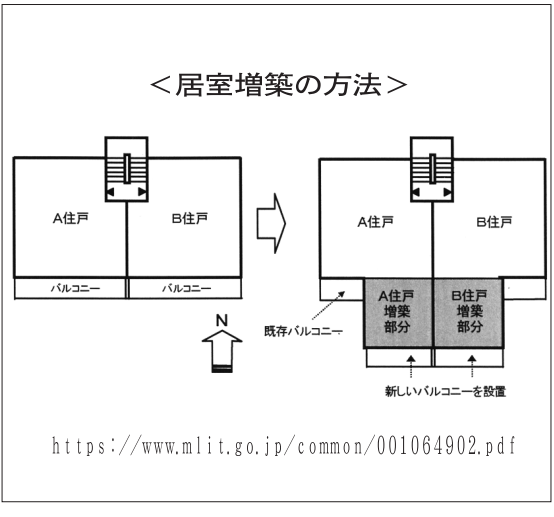 ＜居室増築の方法＞
A住戸
B住戸
バルコニー
バルコニー
N
A住戸
B住戸
A住戸
増築
部分
B住戸
増築
部分
既存バルコニー
新しいバルコニーを設置
https://www.mlit.go.jp/common/001064902.pdf